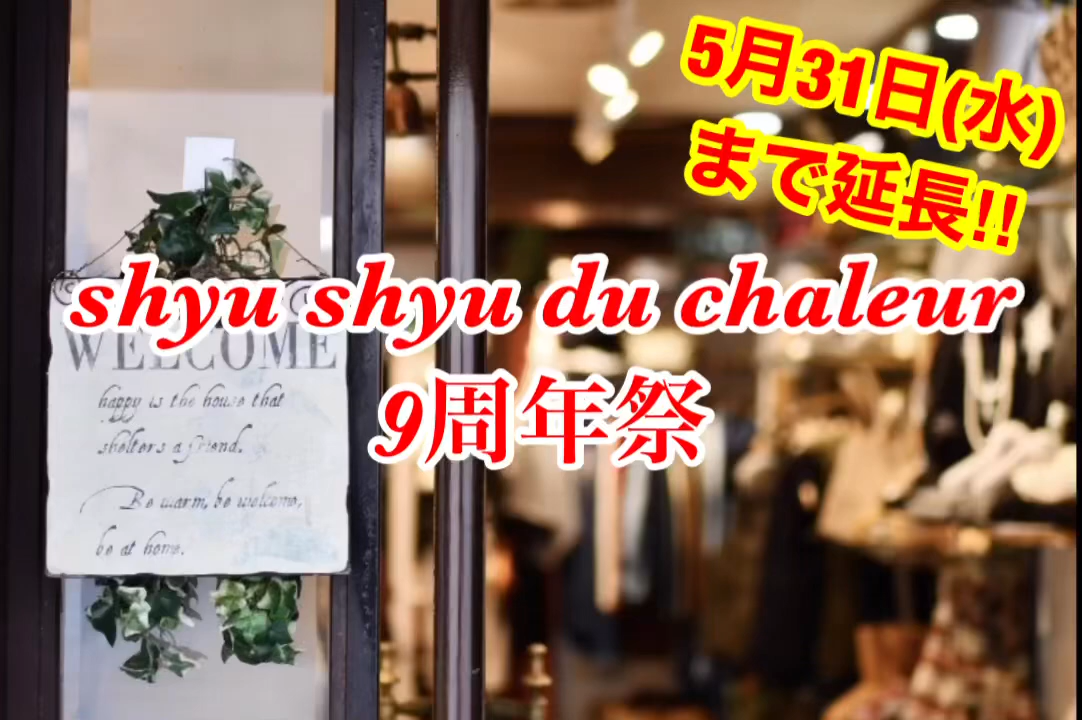 5月31日(水)
まで延長!!
shyu shyu du chaleur
9周年祭
WELCOME
happy is the house that
shelters a friend.
Be warm, be welcome,
be at home.